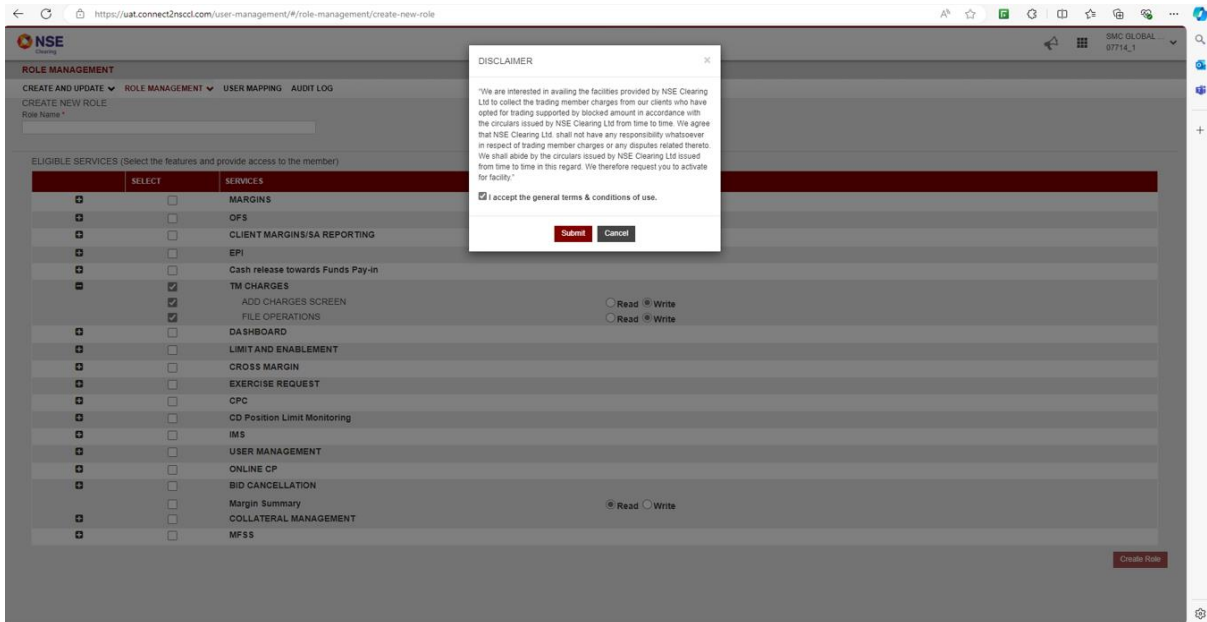 https://uat.connect2nsccl.com/user-management/#/role-management/create-new-role
NSE
Clearing
SMC GLOBAL ...
07714_1
ROLE MANAGEMENT
CREATE AND UPDATE ROLE MANAGEMENT USER MAPPING AUDIT LOG
CREATE NEW ROLE
Role Name *
DISCLAIMER
"We are interested in availing the facilities provided by NSE Clearing
Ltd to collect the trading member charges from our clients who have
opted for trading supported by blocked amount in accordance with
the circulars issued by NSE Clearing Ltd from time to time. We agree
that NSE Clearing Ltd. shall not have any responsibility whatsoever
in respect of trading member charges or any disputes related thereto.
We shall abide by the circulars issued by NSE Clearing Ltd issued
from time to time in this regard. We therefore request you to activate
for facility."
I accept the general terms & conditions of use.
Submit Cancel
ELIGIBLE SERVICES (Select the features and provide access to the member)
SELECT SERVICES
MARGINS
OFS
CLIENT MARGINS/SA REPORTING
EPI
Cash release towards Funds Pay-in
TM CHARGES
ADD CHARGES SCREEN Read Write
FILE OPERATIONS Read Write
DASHBOARD
LIMIT AND ENABLEMENT
CROSS MARGIN
EXERCISE REQUEST
CPC
CD Position Limit Monitoring
IMS
USER MANAGEMENT
ONLINE CP
BID CANCELLATION
Margin Summary Read Write
COLLATERAL MANAGEMENT
MFSS
Create Role